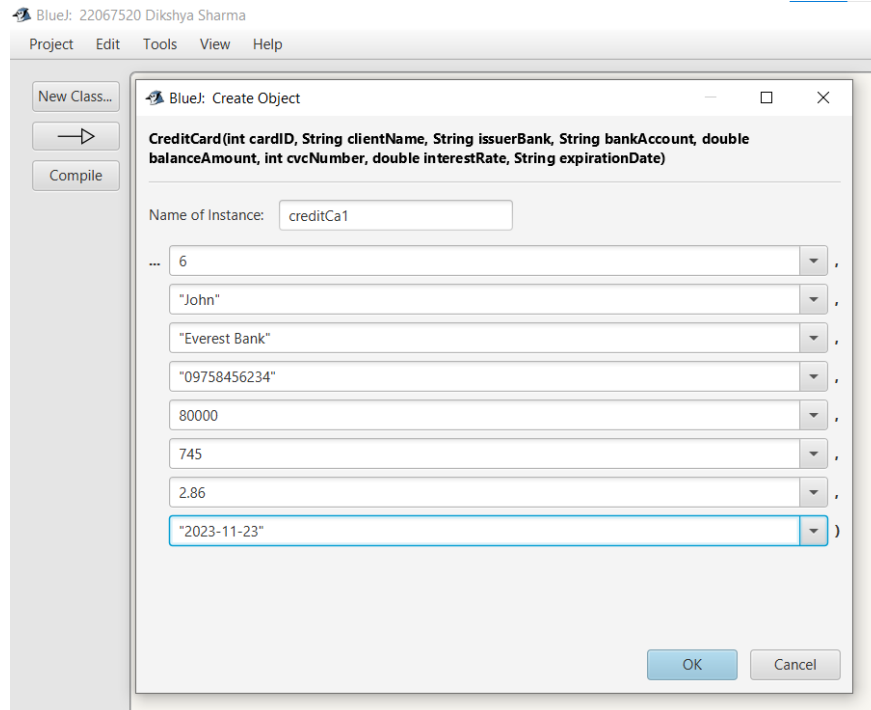 BlueJ: 22067520 Dikshya Sharma
Project Edit Tools View Help
New Class...
Compile
BlueJ: Create Object
CreditCard(int cardID, String clientName, String issuerBank, String bankAccount, double
balanceAmount, int cvcNumber, double interestRate, String expirationDate)
Name of Instance: creditCa1
... 6 ,
"John" ,
"Everest Bank" ,
"09758456234" ,
80000 ,
745 ,
2.86 ,
"2023-11-23" )
OK Cancel